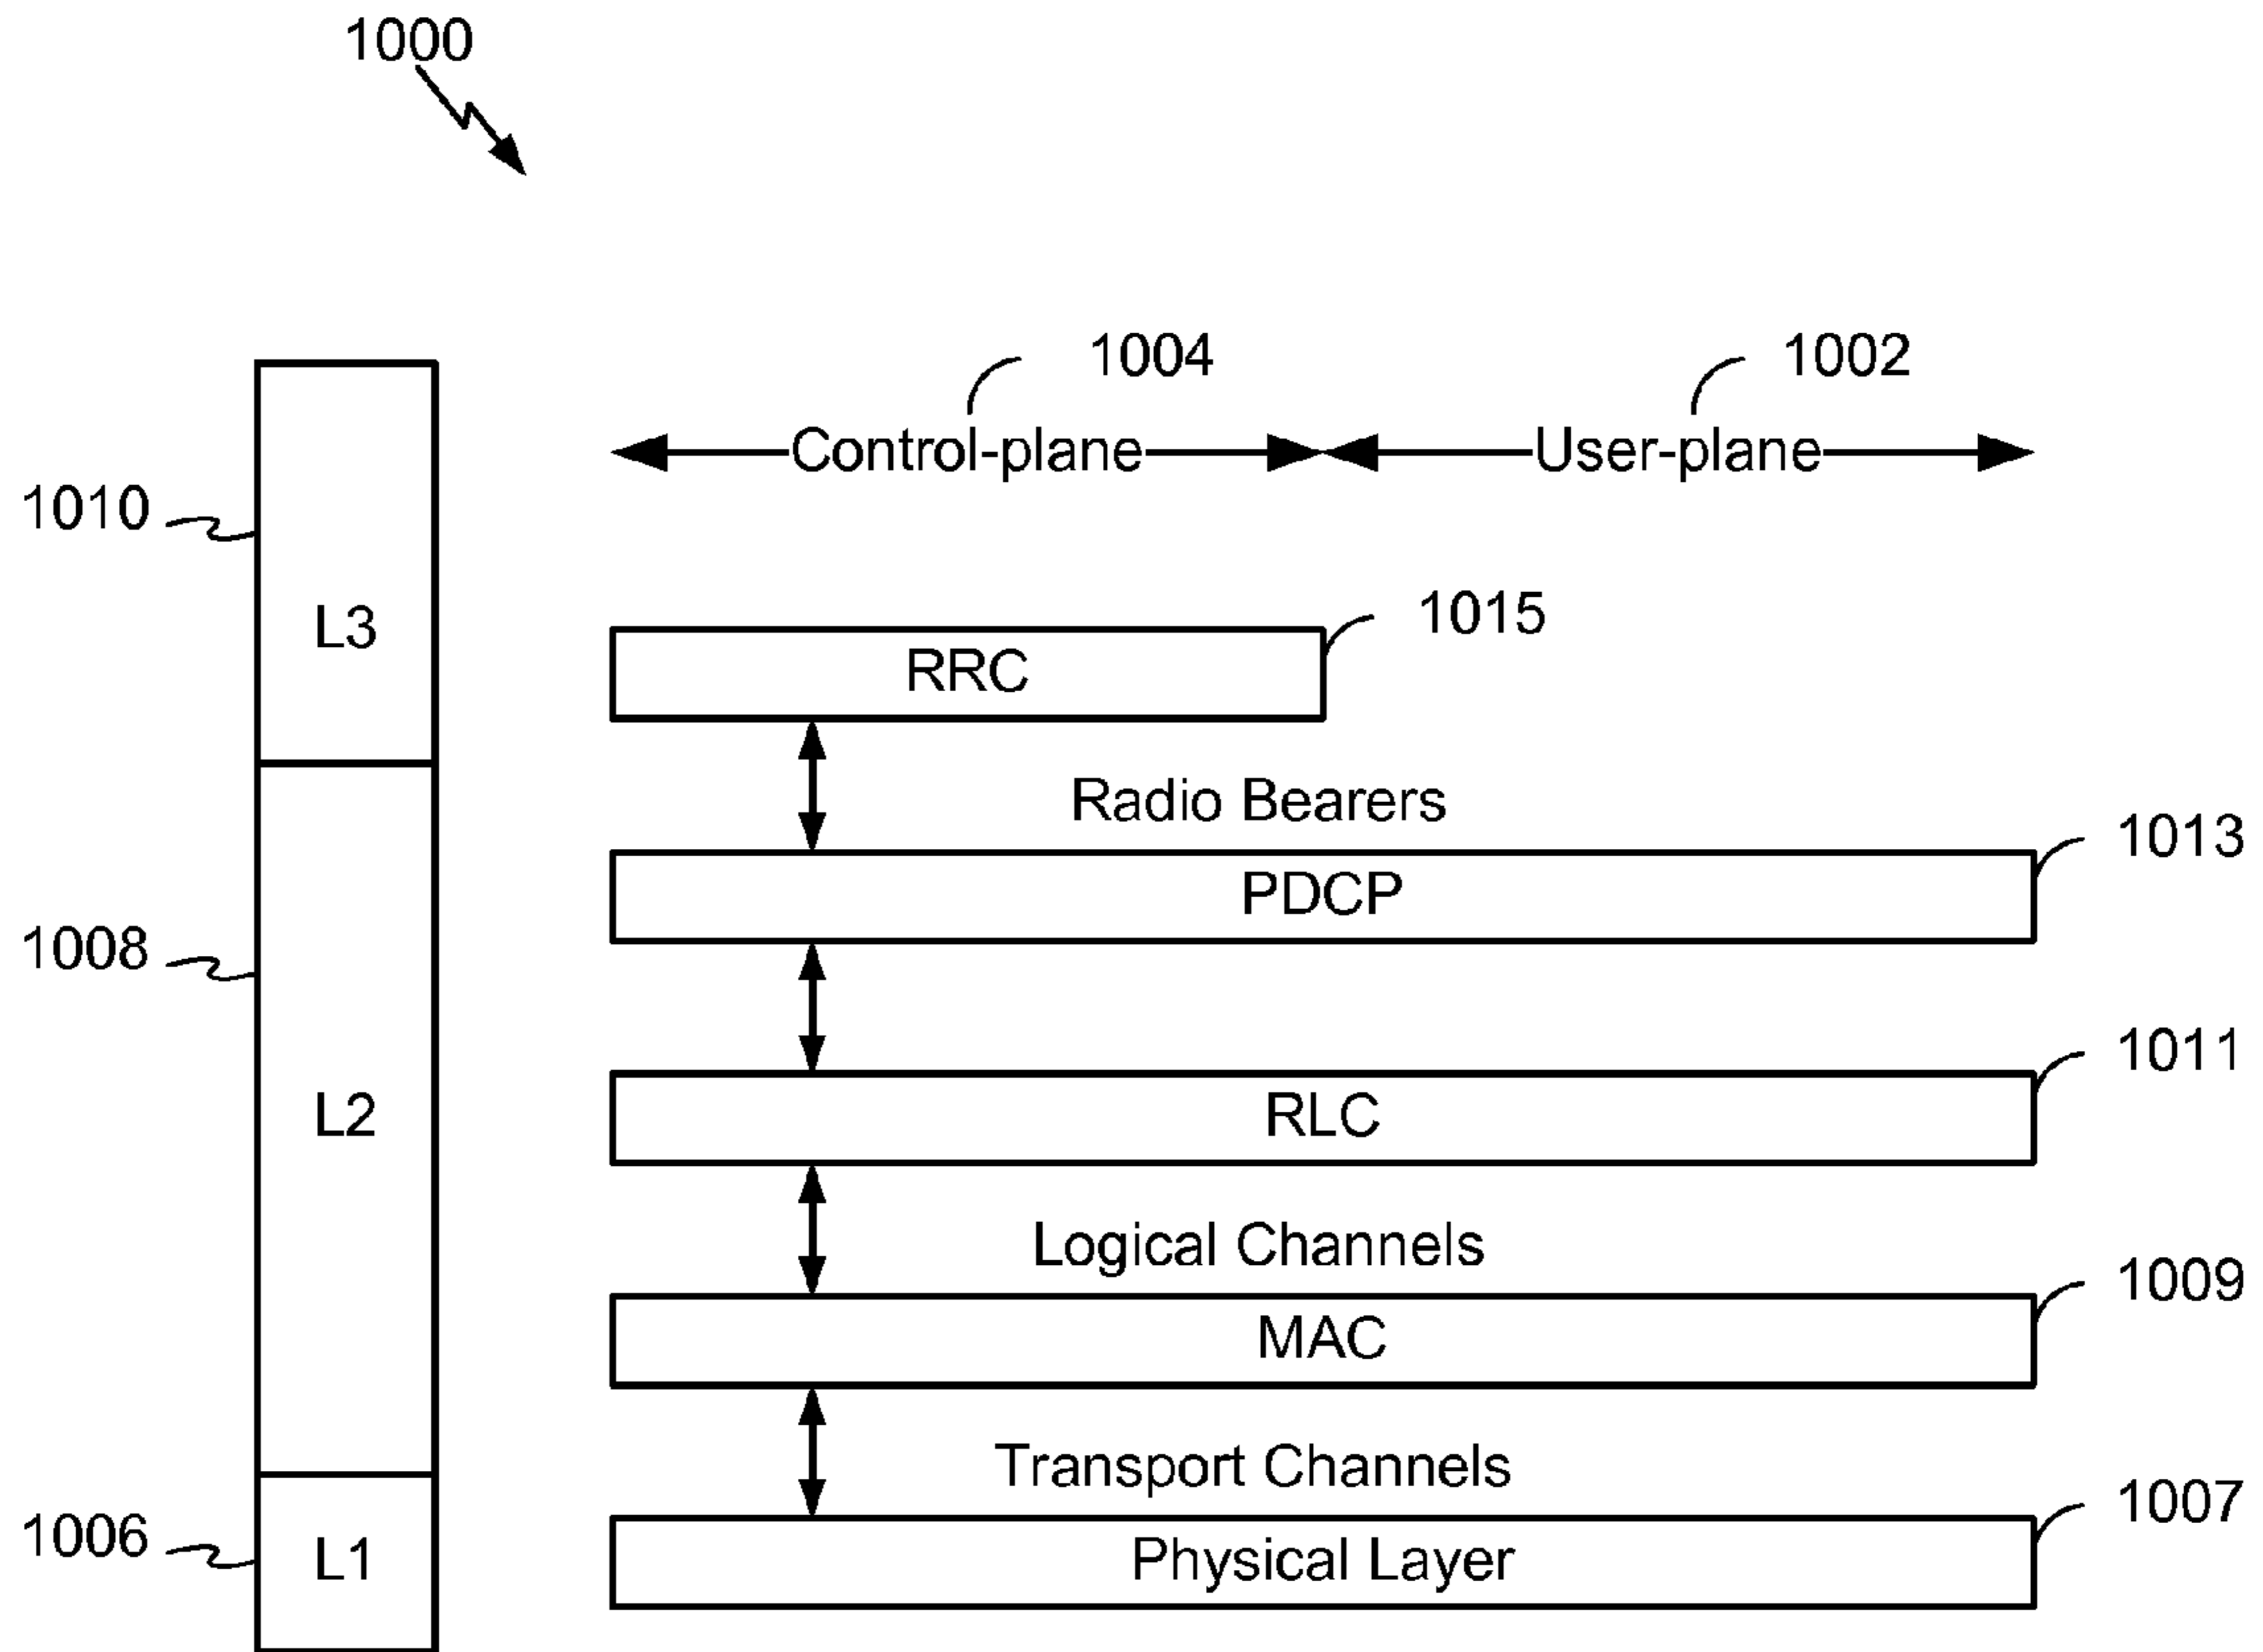 1000
1004
1002
Control-plane
User-plane
1010
L3
1015
RRC
Radio Bearers
1013
PDCP
1008
L2
1011
RLC
Logical Channels
1009
MAC
Transport Channels
1007
1006
L1
Physical Layer